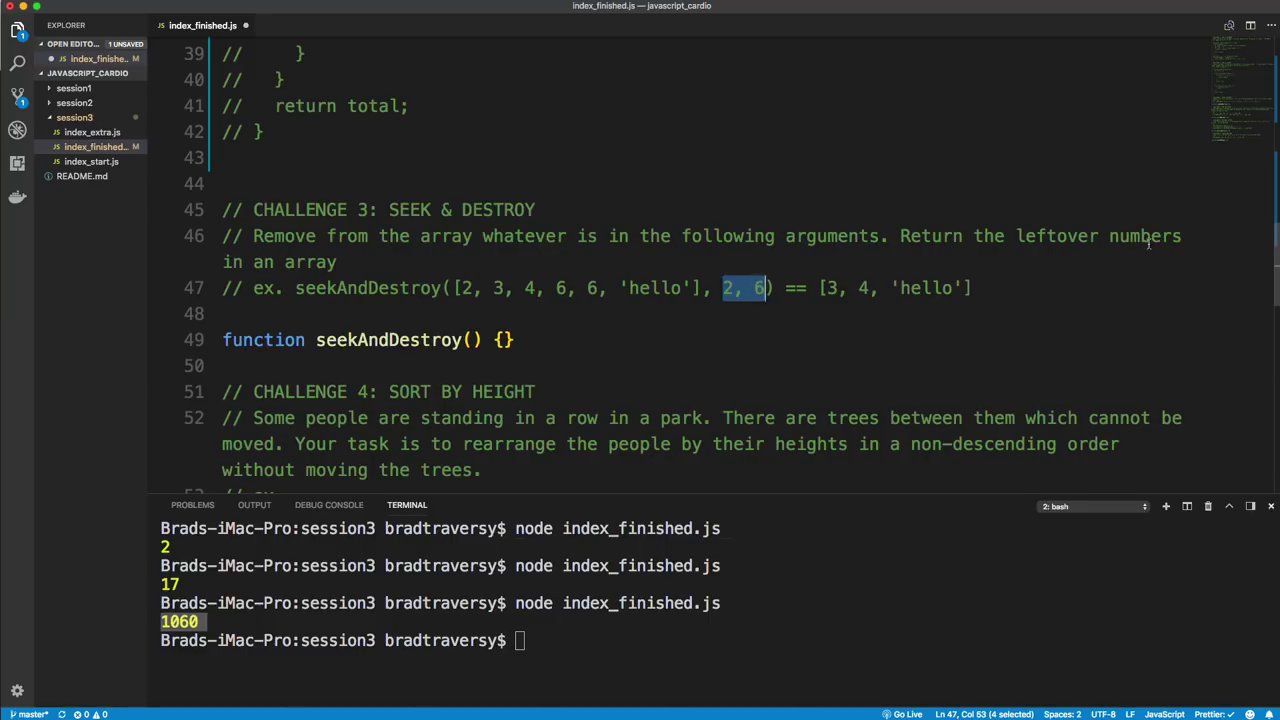 index_finished.js — javascript_cardio
EXPLORER
index_finished.js
OPEN EDITO... 1 UNSAVED
index_finishe... M
JAVASCRIPT_CARDIO
session1
session2
session3
JS index_extra.js
JS index_finished... M
JS index_start.js
README.md
1
1
39 // }
40 // }
41 // return total;
42 // }
43
44
45 // CHALLENGE 3: SEEK & DESTROY
46 // Remove from the array whatever is in the following arguments. Return the leftover numbers
in an array
47 // ex. seekAndDestroy([2, 3, 4, 6, 6, 'hello'], 2, 6) == [3, 4, 'hello']
48
49 function seekAndDestroy() {}
50
51 // CHALLENGE 4: SORT BY HEIGHT
52 // Some people are standing in a row in a park. There are trees between them which cannot be
moved. Your task is to rearrange the people by their heights in a non-descending order
without moving the trees.
PROBLEMS OUTPUT DEBUG CONSOLE TERMINAL 2: bash
Brads-iMac-Pro:session3 bradtraversy$ node index_finished.js
2
Brads-iMac-Pro:session3 bradtraversy$ node index_finished.js
17
Brads-iMac-Pro:session3 bradtraversy$ node index_finished.js
1060
Brads-iMac-Pro:session3 bradtraversy$
master* 0 0 Go Live Ln 47, Col 53 (4 selected) Spaces: 2 UTF-8 LF JavaScript Prettier: ✓